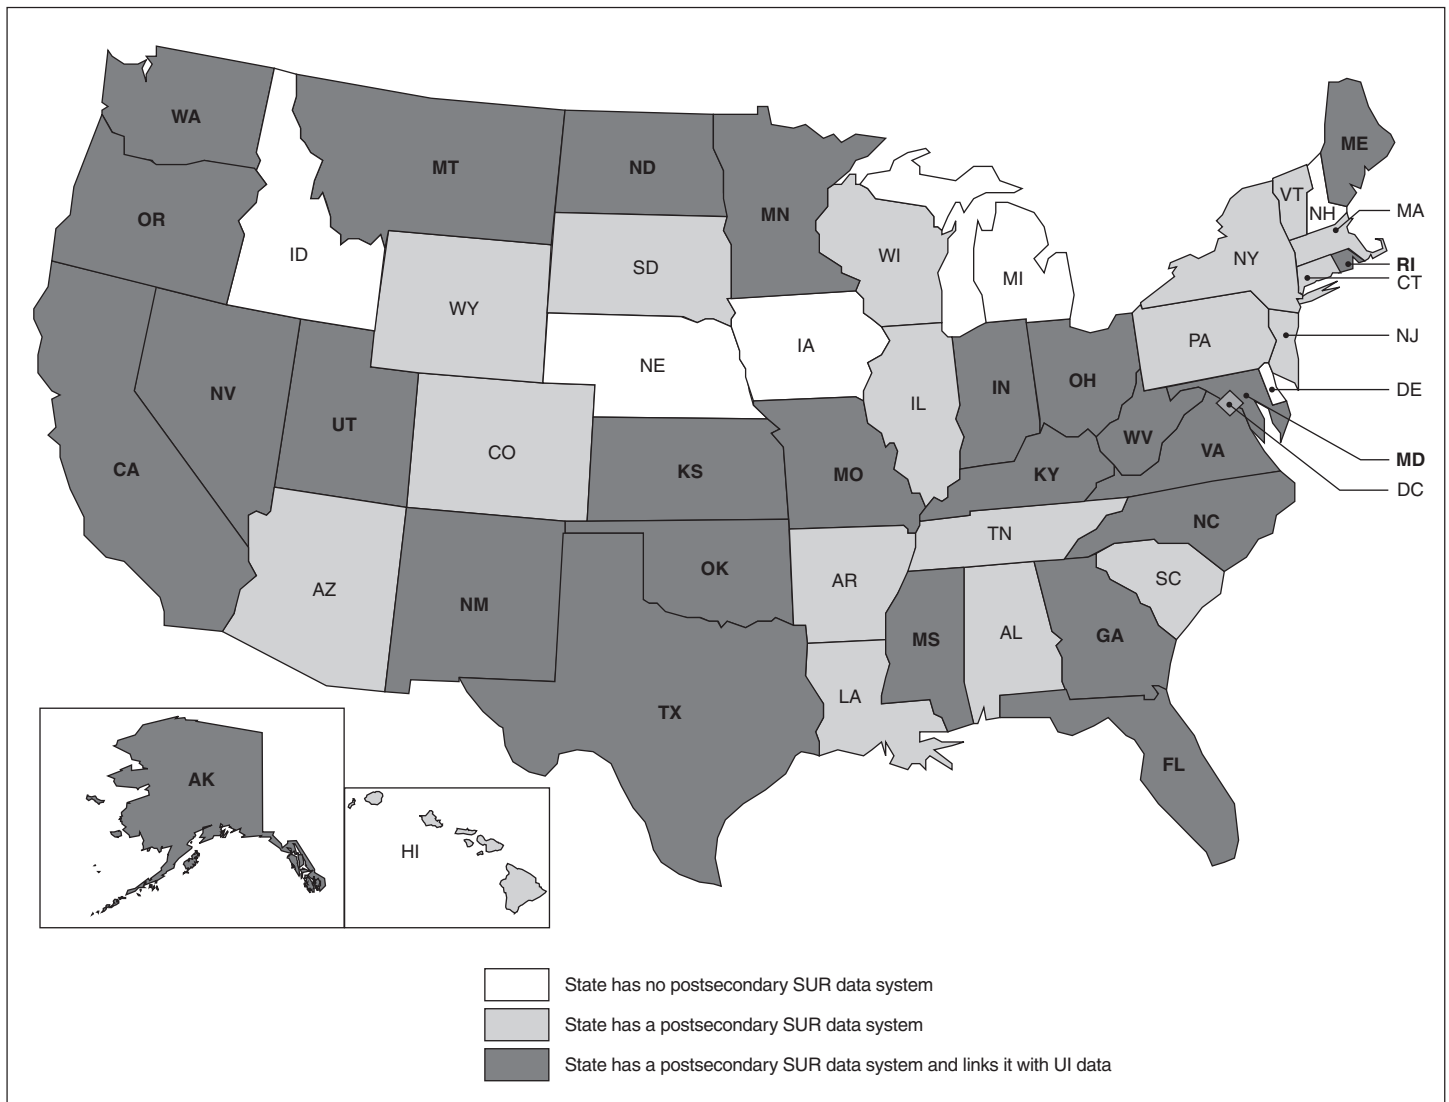 WA
ME
MT
ND
VT
OR
MN
NH
MA
ID
WI
NY
RI
SD
MI
CT
WY
NJ
IA
PA
NE
OH
IN
DE
NV
IL
UT
WV
CO
VA
MD
CA
KS
MO
KY
DC
NC
TN
OK
SC
AR
AZ
NM
AL
MS
GA
LA
TX
FL
AK
HI
State has no postsecondary SUR data system
State has a postsecondary SUR data system
State has a postsecondary SUR data system and links it with UI data